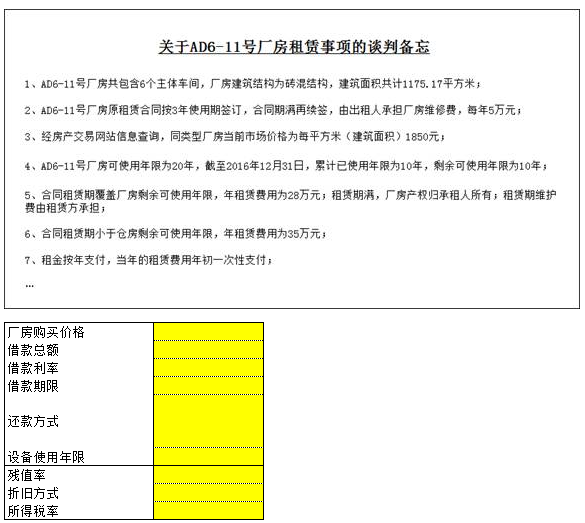 关于AD6-11号厂房租赁事项的谈判备忘
1、AD6-11号厂房共包含6个主体车间，厂房建筑结构为砖混结构，建筑面积共计1175.17平方米；
2、AD6-11号厂房原租赁合同按3年使用期签订，合同期满再续签，由出租人承担厂房维修费，每年5万元；
3、经房产交易网站信息查询，同类型厂房当前市场价格为每平方米（建筑面积）1850元；
4、AD6-11号厂房可使用年限为20年，截至2016年12月31日，累计已使用年限为10年，剩余可使用年限为10年；
5、合同租赁期覆盖厂房剩余可使用年限，年租赁费用为28万元；租赁期满，厂房产权归承租人所有；租赁期维护
费由租赁方承担；
6、合同租赁期小于仓房剩余可使用年限，年租赁费用为35万元；
7、租金按年支付，当年的租赁费用年初一次性支付；
...
厂房购买价格
借款总额
借款利率
借款期限
还款方式
设备使用年限
残值率
折旧方式
所得税率